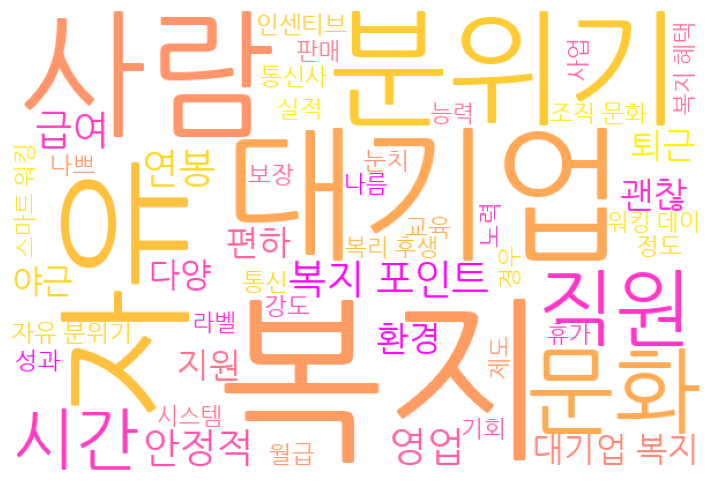 사람
인센티브
분위기
사업
복지 혜택
판매
통신사
실적
능력
조직 문화
급여
대기업
퇴근
스마트 워킹
나쁘
자유
연봉
보장
눈치
나름
괜찮
편하
교육
노력
워킹 데이
복리 후생
정도
야근
다양
통신
복지 포인트
경우
직원
강도
자유 분위기
라벨
환경
휴가
성과
지원
복지
제도
문화
시간
시스템
안정적
월급
영업
기회
대기업 복지